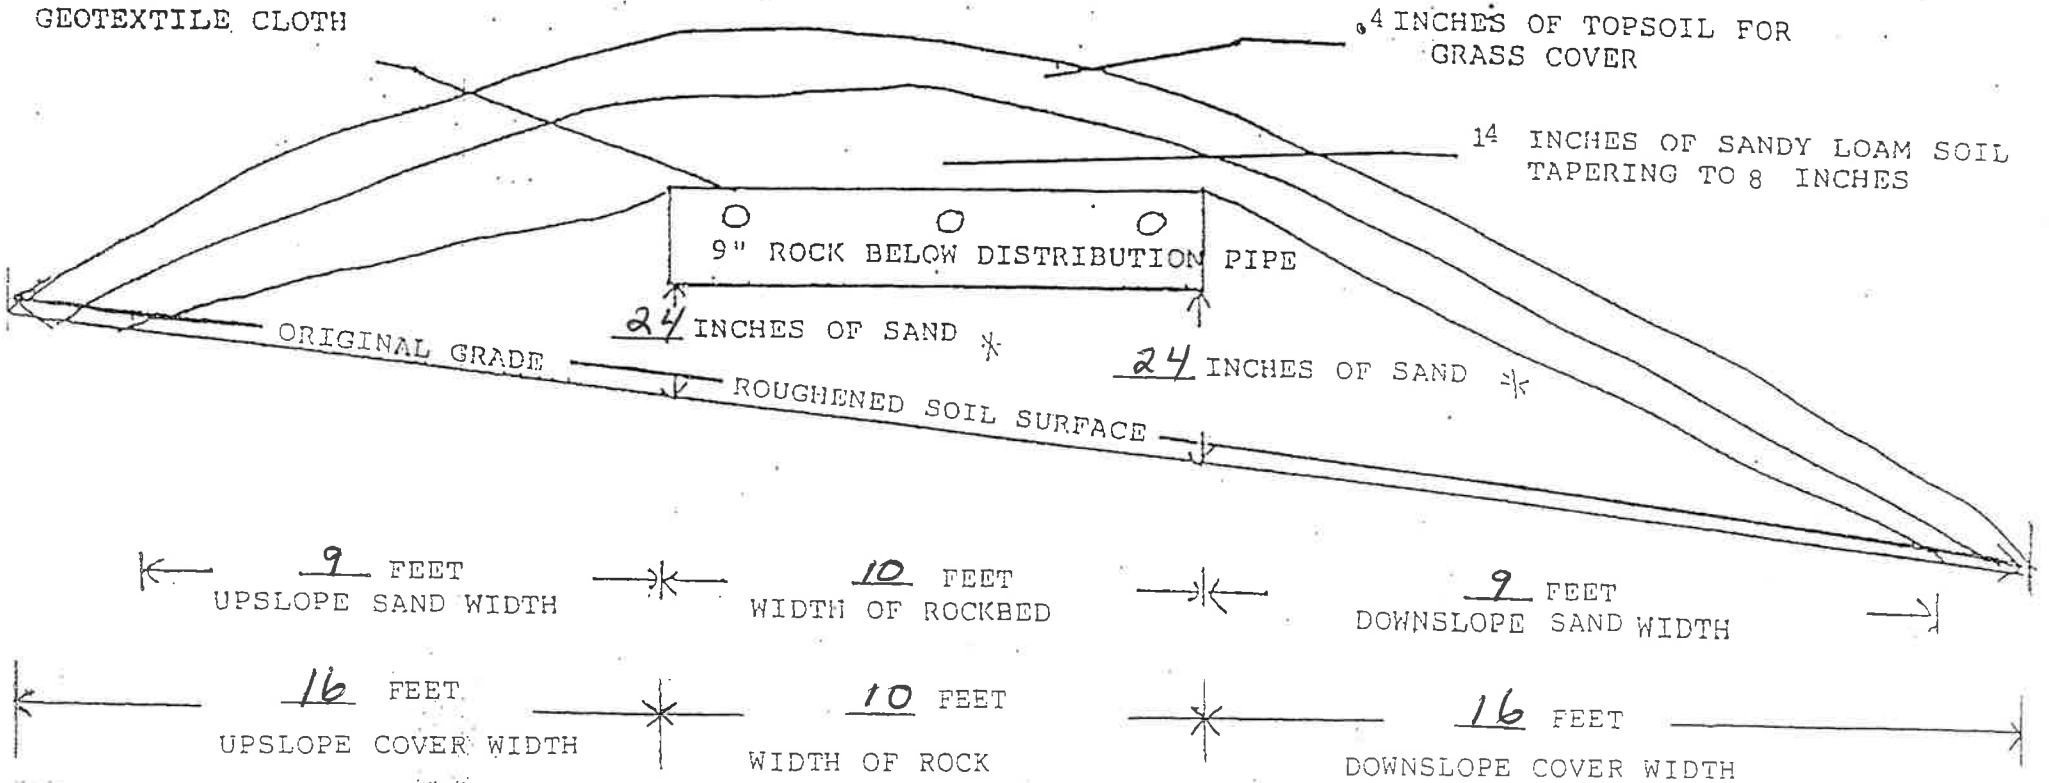 GEOTEXTILE CLOTH
4 INCHES OF TOPSOIL FOR
GRASS COVER
14 INCHES OF SANDY LOAM SOIL
TAPERING TO 8 INCHES
9" ROCK BELOW DISTRIBUTION PIPE
24 INCHES OF SAND *
24 INCHES OF SAND *
ORIGINAL GRADE
ROUGHENED SOIL SURFACE
9 FEET
UPSLOPE SAND WIDTH
10 FEET
WIDTH OF ROCKBED
9 FEET
DOWNSLOPE SAND WIDTH
16 FEET
UPSLOPE COVER WIDTH
10 FEET
WIDTH OF ROCK
16 FEET
DOWNSLOPE COVER WIDTH